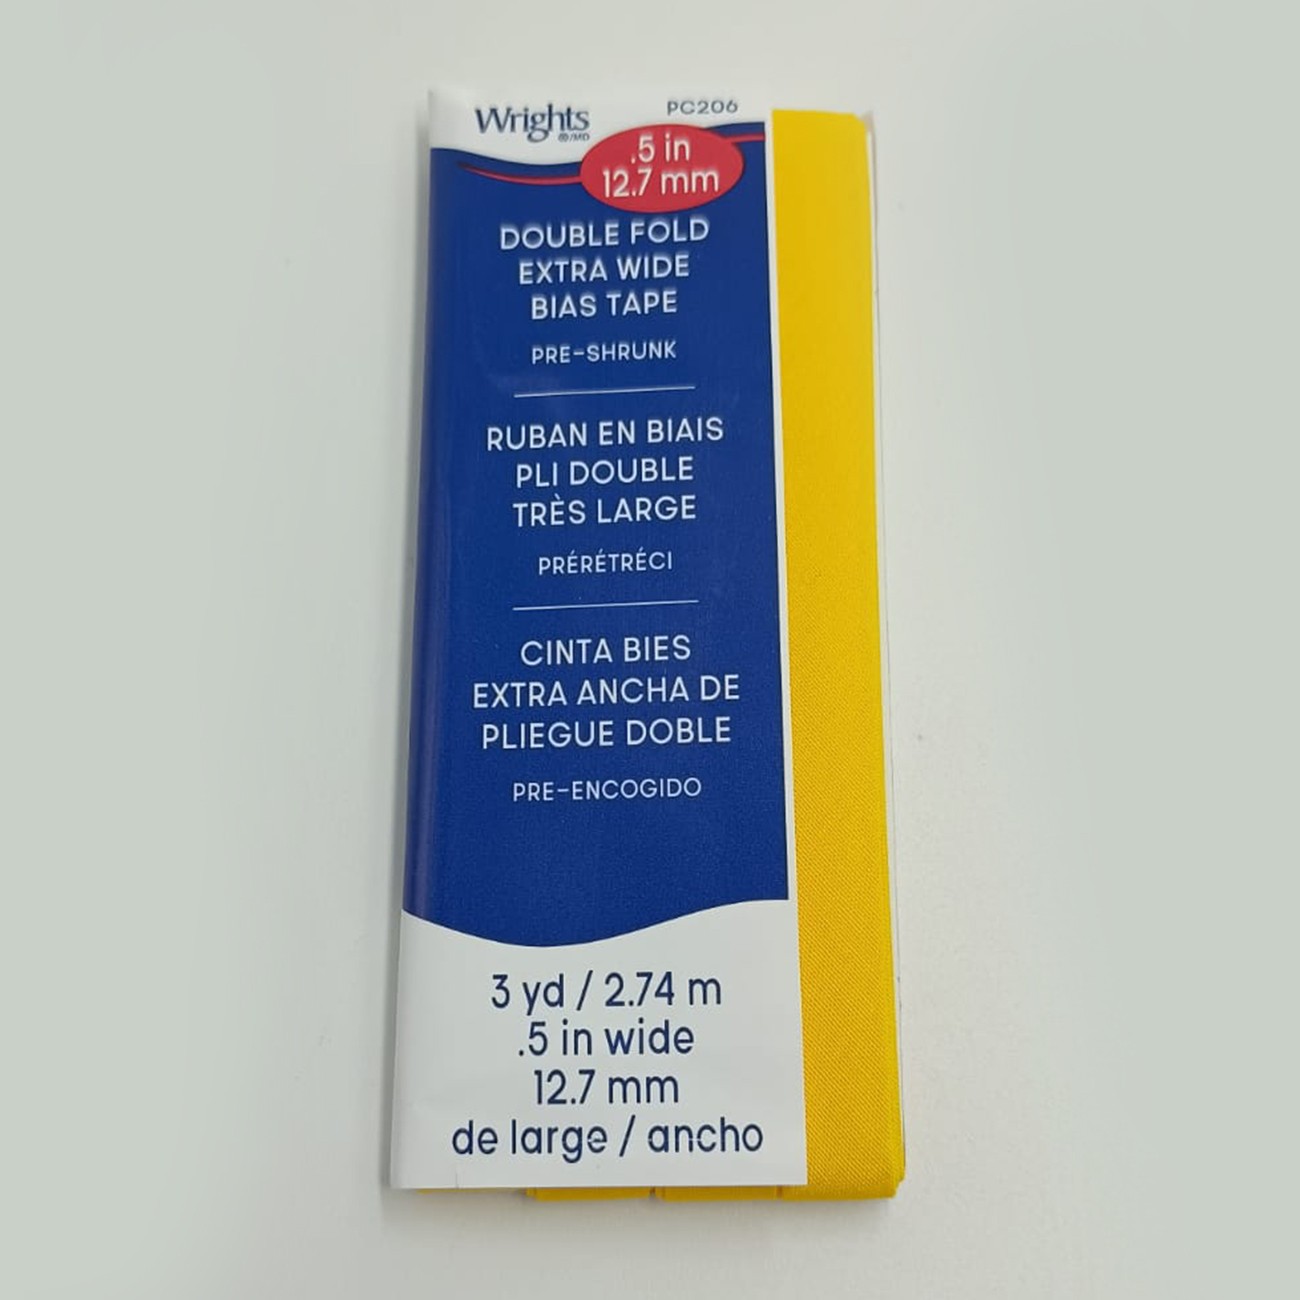 Wrights
®/MD
PC206
.5 in
12.7 mm
DOUBLE FOLD
EXTRA WIDE
BIAS TAPE
PRE-SHRUNK
RUBAN EN BIAIS
PLI DOUBLE
TRÈS LARGE
PRÉRÉTRÉCI
CINTA BIES
EXTRA ANCHA DE
PLIEGUE DOBLE
PRE-ENCOGIDO
3 yd / 2.74 m
.5 in wide
12.7 mm
de large / ancho